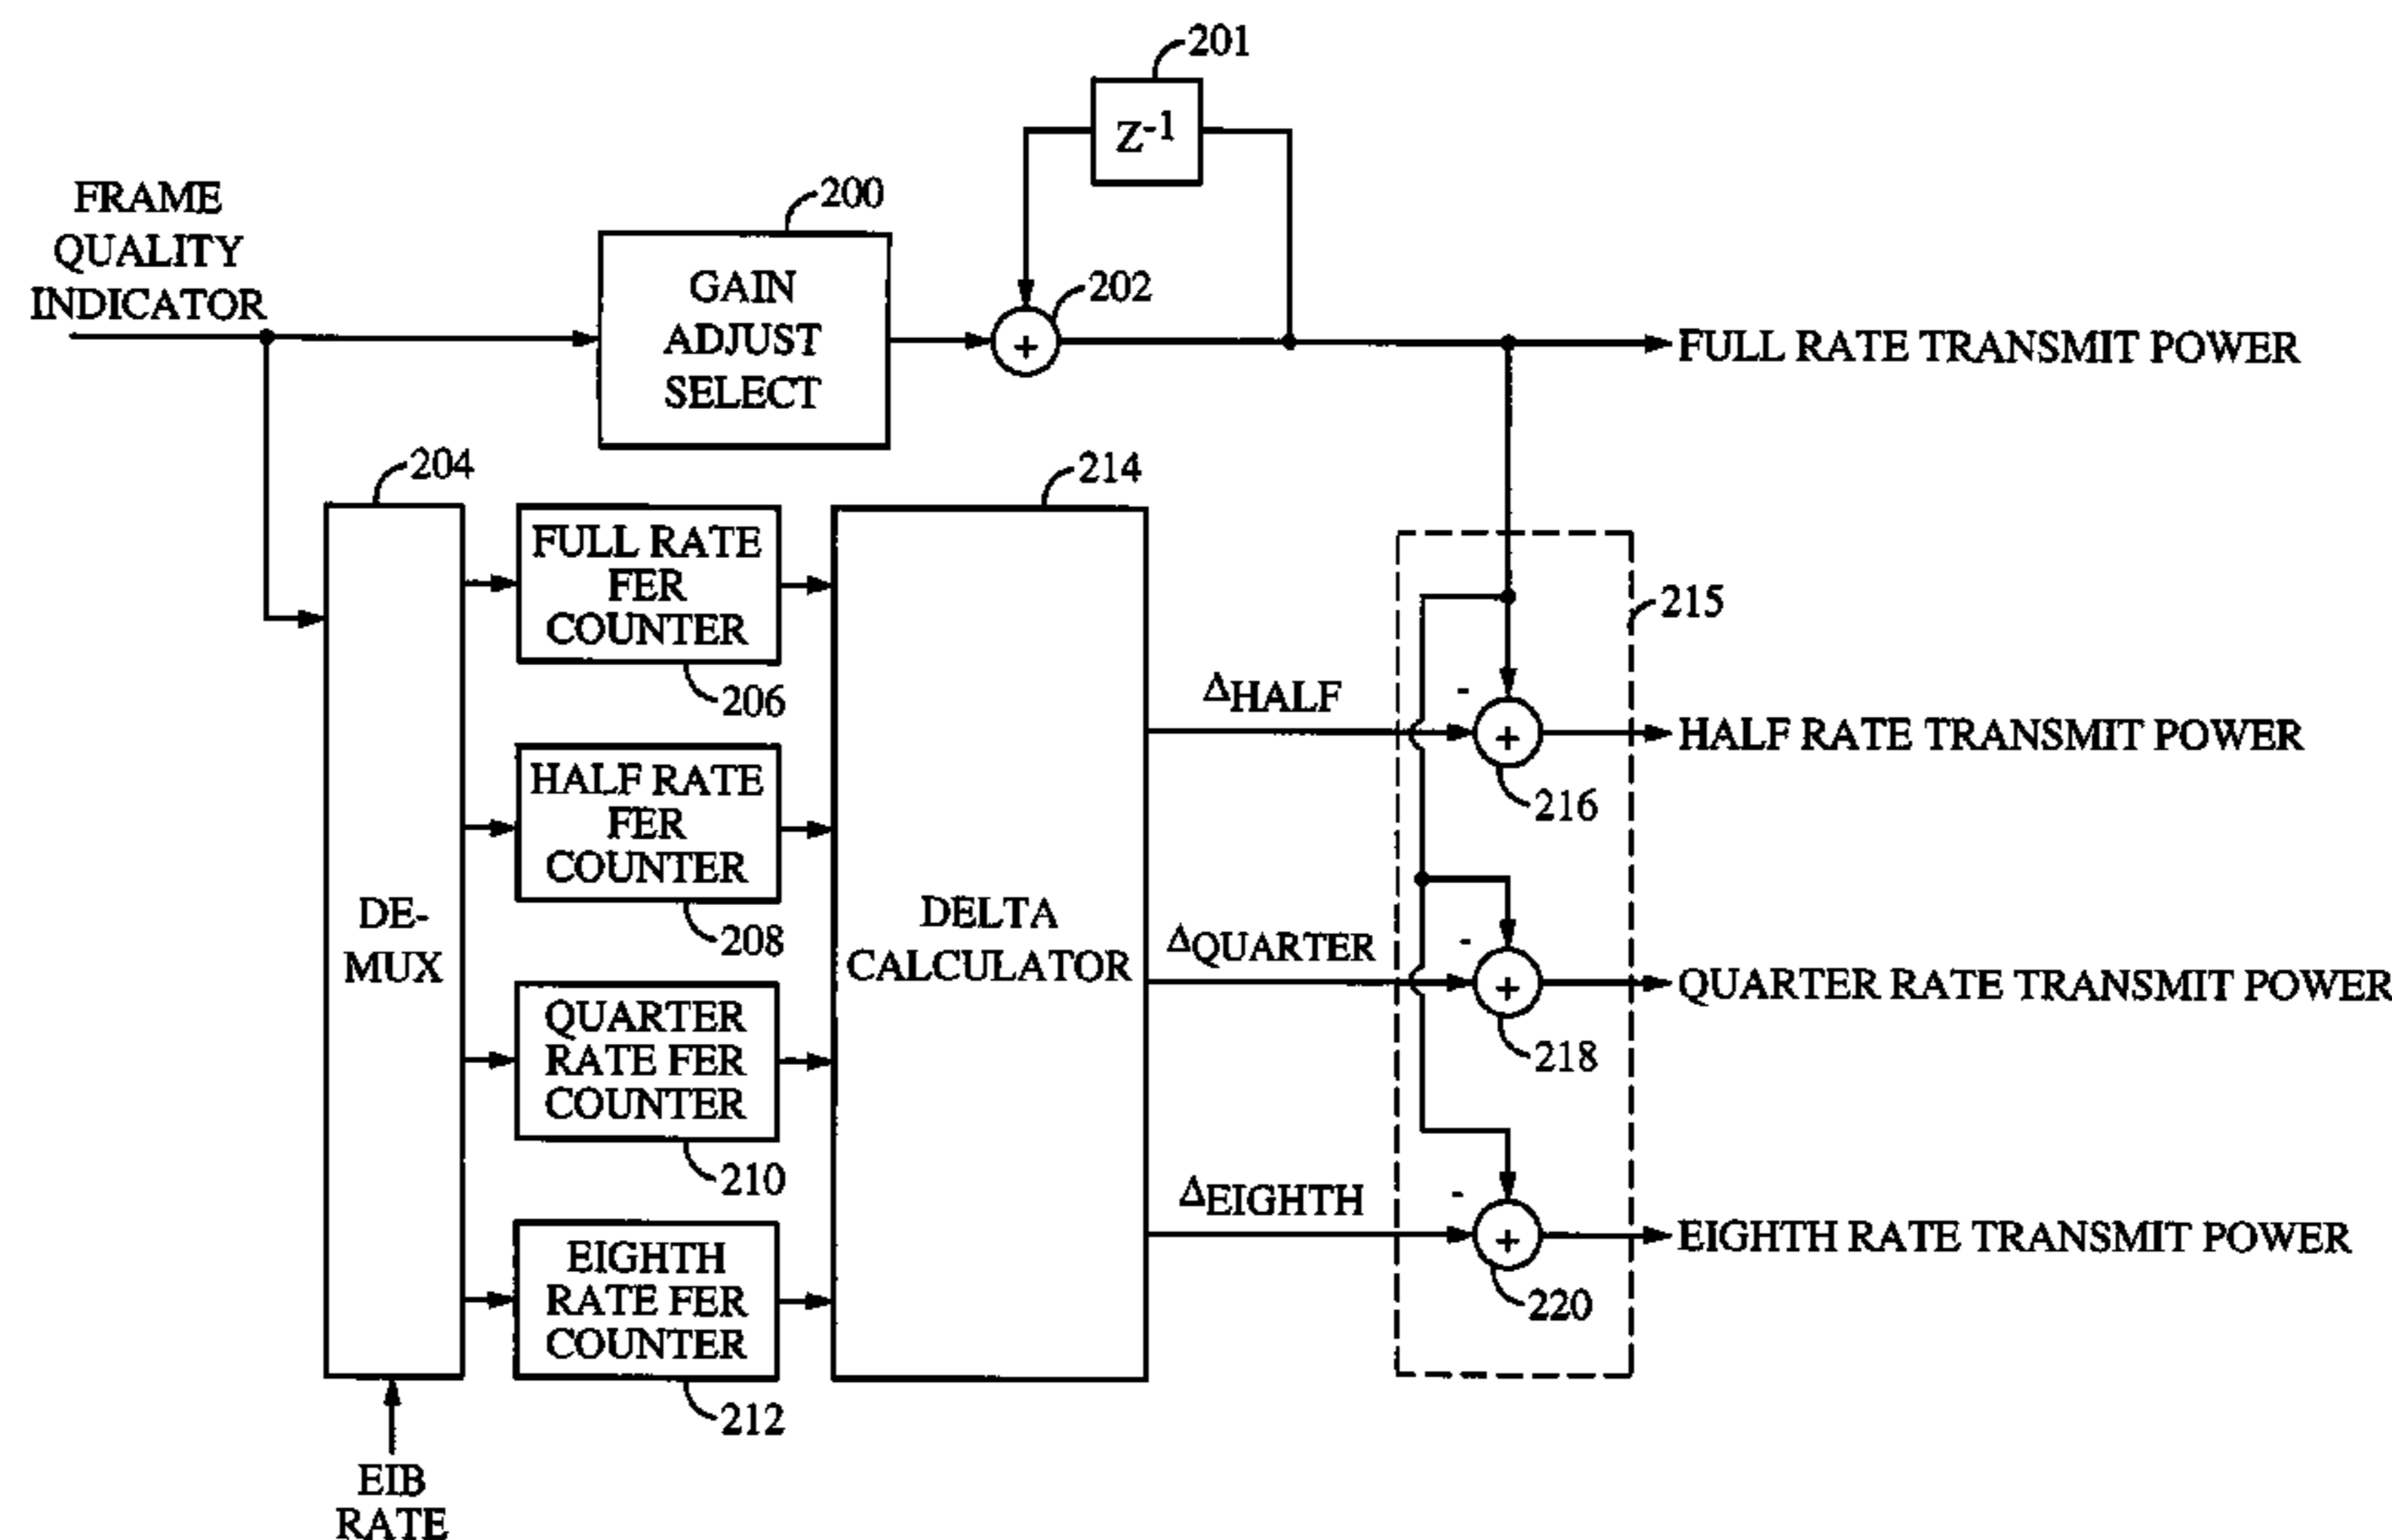 201
Z-1
FRAME
QUALITY
INDICATOR
200
GAIN
ADJUST
SELECT
202
+
FULL RATE TRANSMIT POWER
204
DE-
MUX
FULL RATE
FER
COUNTER
206
HALF RATE
FER
COUNTER
208
QUARTER
RATE FER
COUNTER
210
EIGHTH
RATE FER
COUNTER
212
214
DELTA
CALCULATOR
215
ΔHALF
-
+
216
HALF RATE TRANSMIT POWER
ΔQUARTER
-
+
218
QUARTER RATE TRANSMIT POWER
ΔEIGHTH
-
+
220
EIGHTH RATE TRANSMIT POWER
EIB
RATE